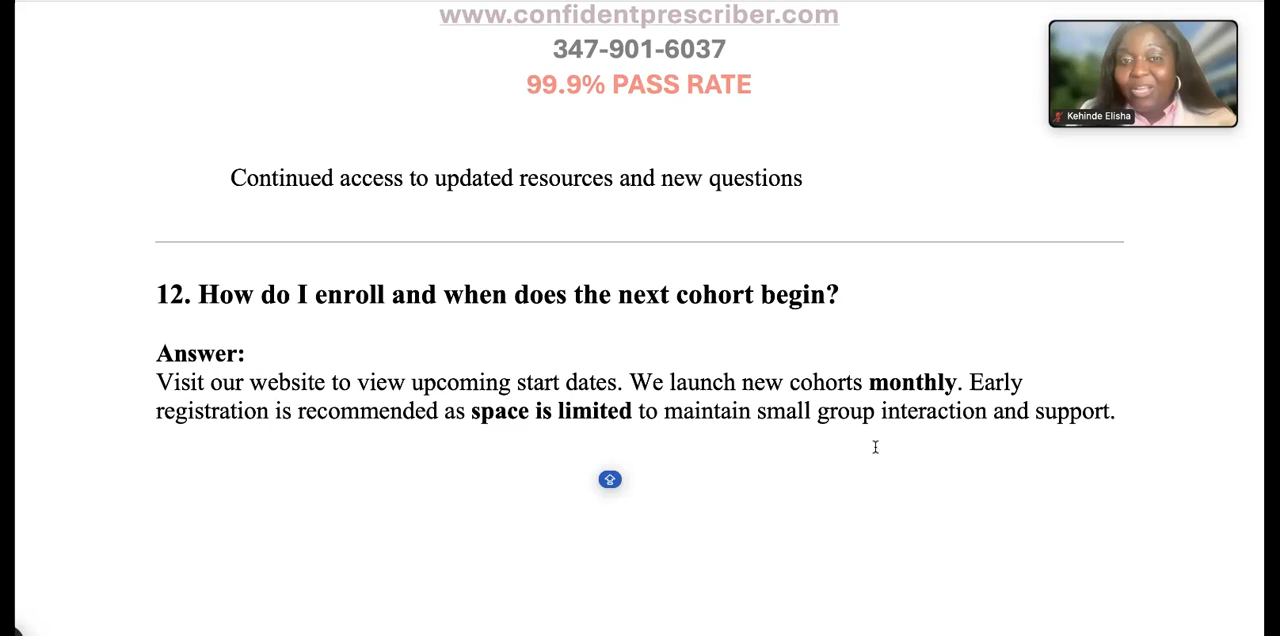 www.confidentprescriber.com
347-901-6037
99.9% PASS RATE
Kehinde Elisha
Continued access to updated resources and new questions
12. How do I enroll and when does the next cohort begin?
Answer:
Visit our website to view upcoming start dates. We launch new cohorts monthly. Early
registration is recommended as space is limited to maintain small group interaction and support.